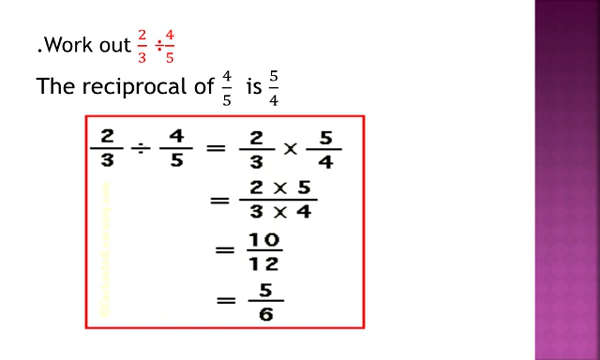 .Work out 2/3 ÷ 4/5
The reciprocal of 4/5 is 5/4
2/3 ÷ 4/5 = 2/3 × 5/4
= 2 × 5 / 3 × 4
= 10/12
= 5/6